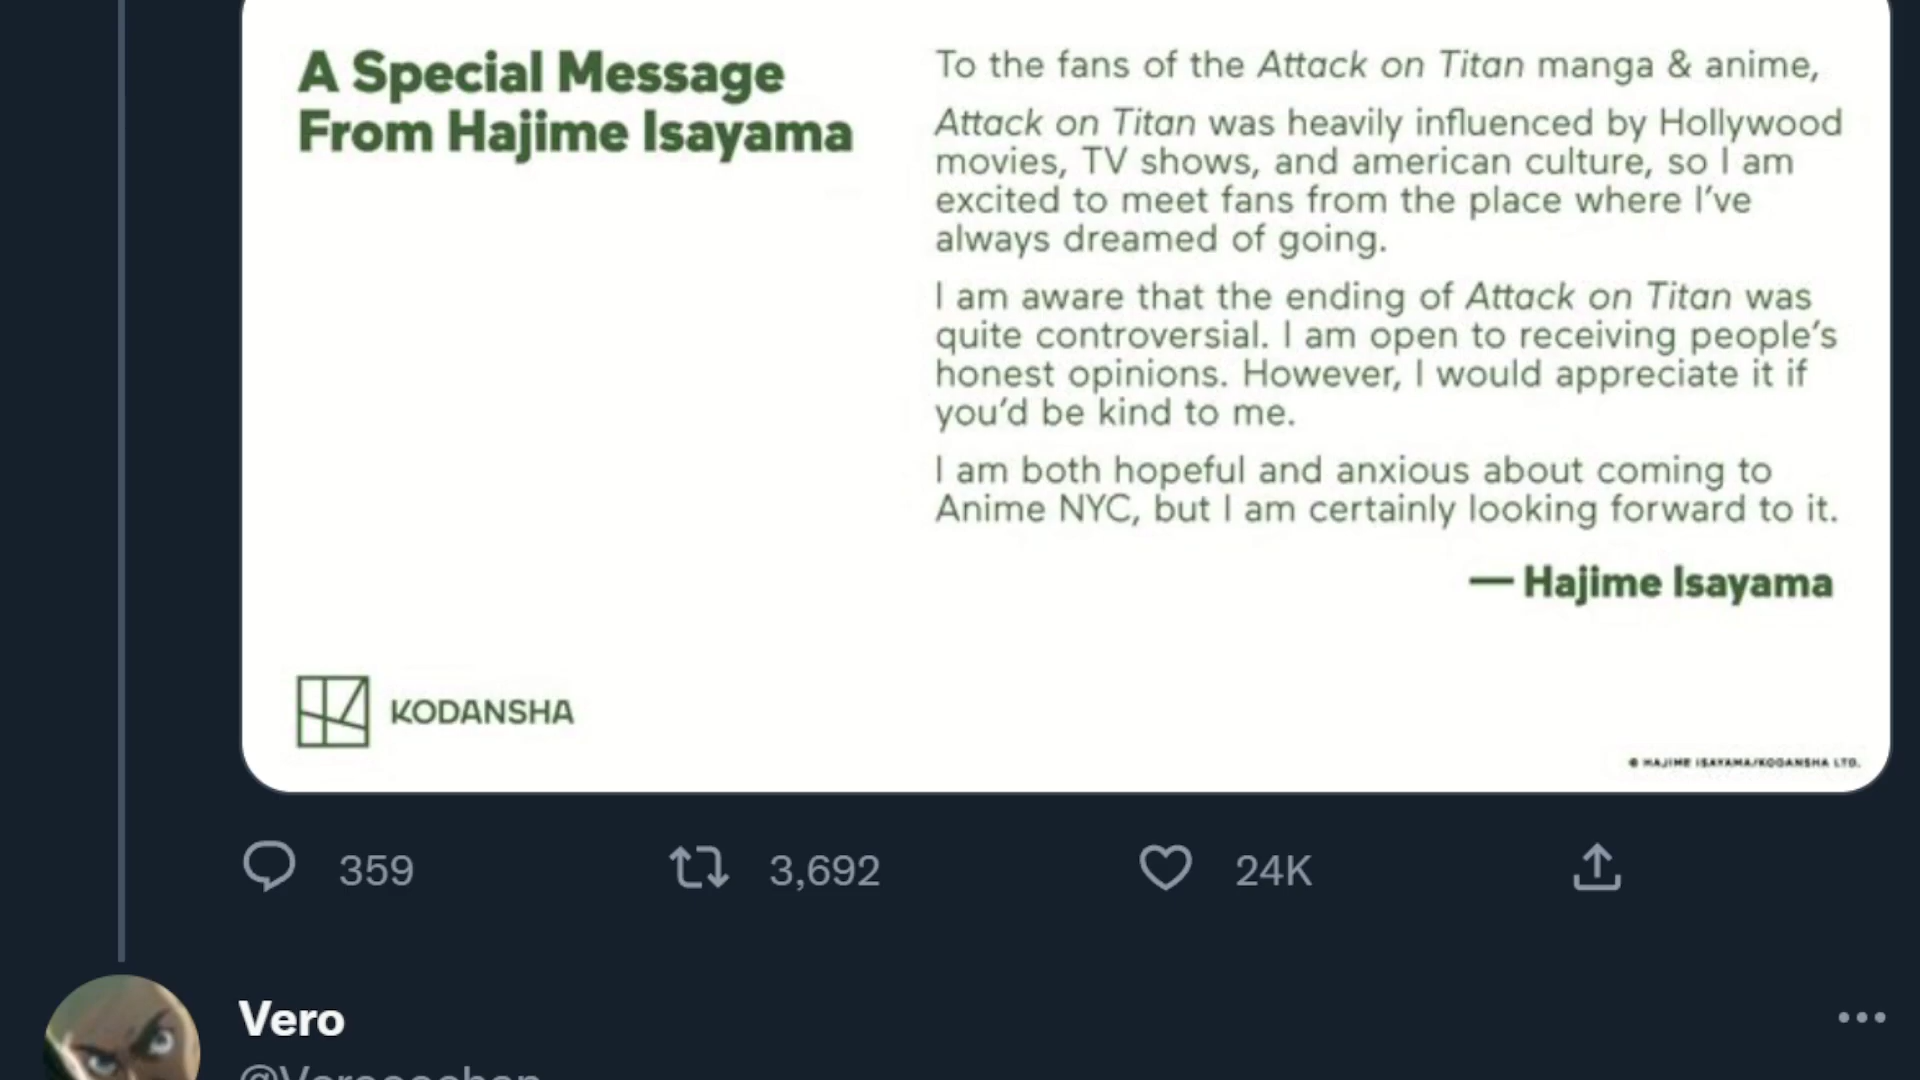 A Special Message
From Hajime Isayama
To the fans of the Attack on Titan manga & anime,
Attack on Titan was heavily influenced by Hollywood
movies, TV shows, and american culture, so I am
excited to meet fans from the place where I've
always dreamed of going.
I am aware that the ending of Attack on Titan was
quite controversial. I am open to receiving people's
honest opinions. However, I would appreciate it if
you'd be kind to me.
I am both hopeful and anxious about coming to
Anime NYC, but I am certainly looking forward to it.
— Hajime Isayama
KODANSHA
© HAJIME ISAYAMA/KODANSHA LTD.
359
3,692
24K
Vero